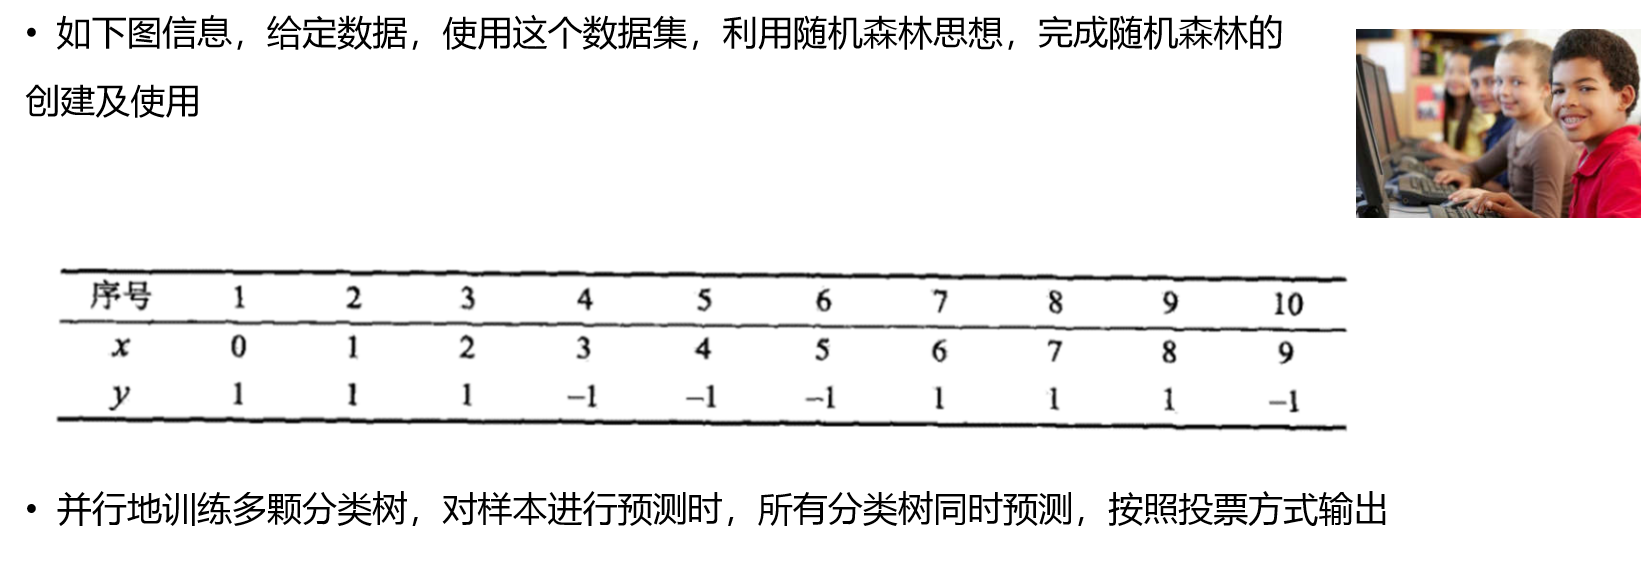 • 如下图信息，给定数据，使用这个数据集，利用随机森林思想，完成随机森林的
创建及使用
序号 1 2 3 4 5 6 7 8 9 10
x 0 1 2 3 4 5 6 7 8 9
y 1 1 1 −1 −1 −1 1 1 1 −1
• 并行地训练多颗分类树，对样本进行预测时，所有分类树同时预测，按照投票方式输出